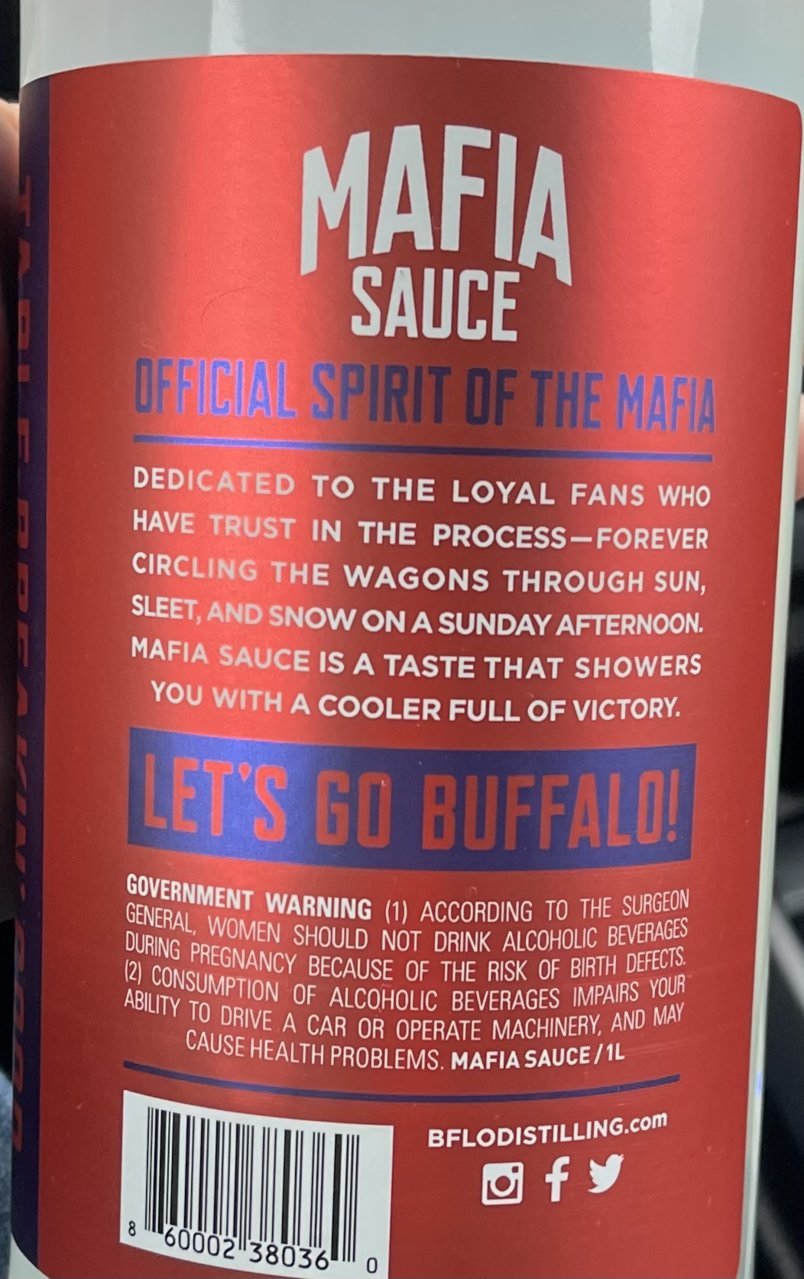 MAFIA
SAUCE
OFFICIAL SPIRIT OF THE MAFIA
DEDICATED TO THE LOYAL FANS WHO
HAVE TRUST IN THE PROCESS—FOREVER
CIRCLING THE WAGONS THROUGH SUN,
SLEET, AND SNOW ON A SUNDAY AFTERNOON.
MAFIA SAUCE IS A TASTE THAT SHOWERS
YOU WITH A COOLER FULL OF VICTORY.
LET'S GO BUFFALO!
GOVERNMENT WARNING (1) ACCORDING TO THE SURGEON
GENERAL, WOMEN SHOULD NOT DRINK ALCOHOLIC BEVERAGES
DURING PREGNANCY BECAUSE OF THE RISK OF BIRTH DEFECTS.
(2) CONSUMPTION OF ALCOHOLIC BEVERAGES IMPAIRS YOUR
ABILITY TO DRIVE A CAR OR OPERATE MACHINERY, AND MAY
CAUSE HEALTH PROBLEMS. MAFIA SAUCE / 1L
BFLODISTILLING.com
8 60002 38036 0
TABLE BREAKIN' GOOD